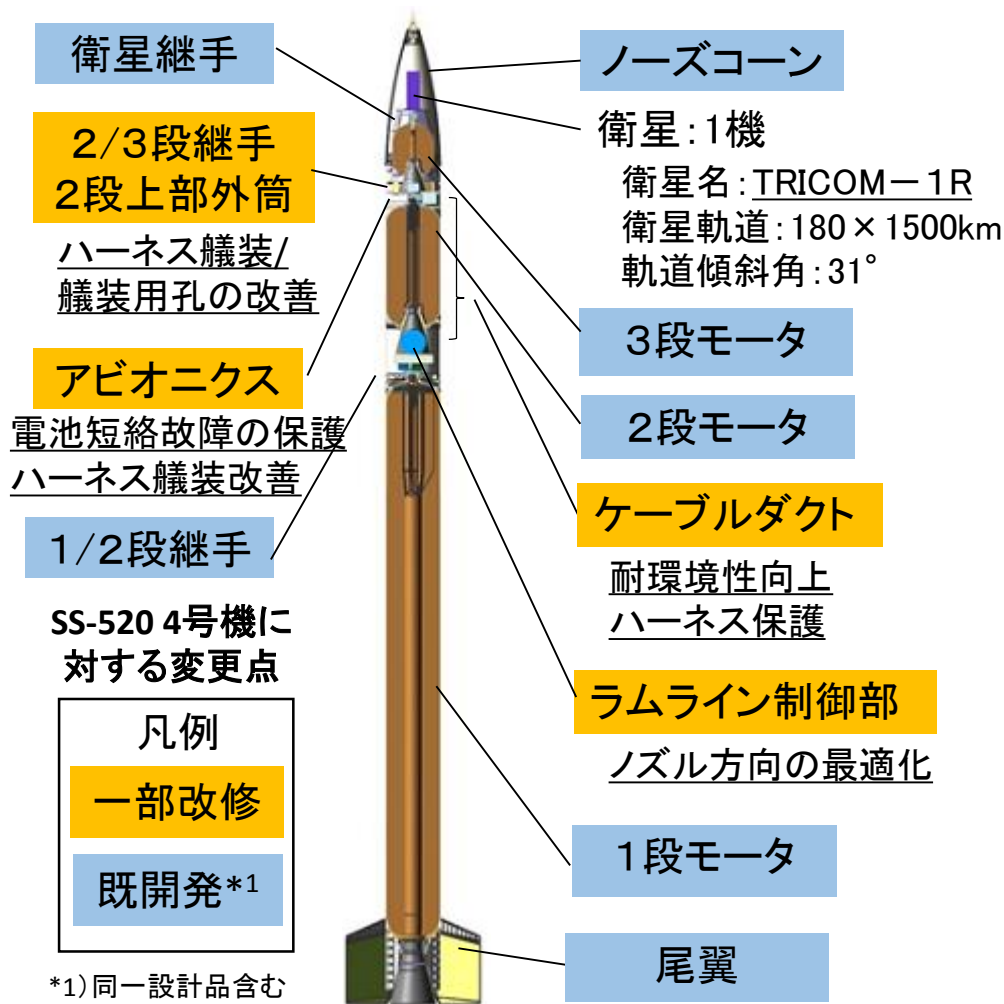 衛星継手
2/3段継手
2段上部外筒
ハーネス艤装/
艤装用孔の改善
アビオニクス
電池短絡故障の保護
ハーネス艤装改善
1/2段継手
SS-520 4号機に
対する変更点
凡例
一部改修
既開発*1
*1)同一設計品含む
ノーズコーン
衛星:1機
衛星名:TRICOM-1R
衛星軌道:180×1500km
軌道傾斜角:31°
3段モータ
2段モータ
ケーブルダクト
耐環境性向上
ハーネス保護
ラムライン制御部
ノズル方向の最適化
1段モータ
尾翼